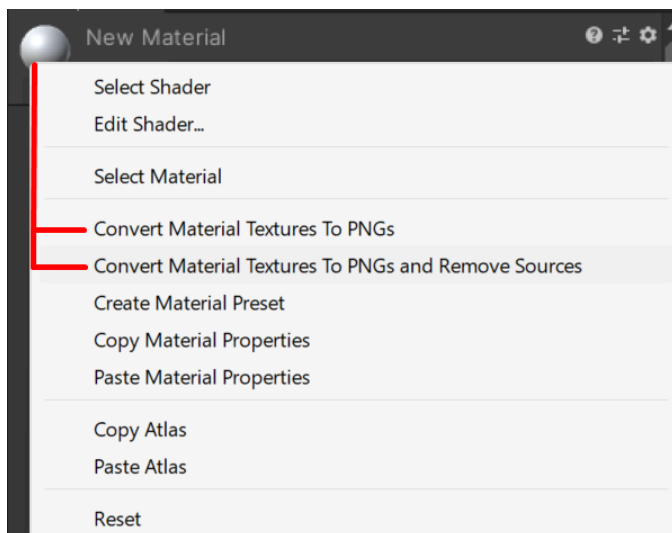 New Material
Select Shader
Edit Shader...
Select Material
Convert Material Textures To PNGs
Convert Material Textures To PNGs and Remove Sources
Create Material Preset
Copy Material Properties
Paste Material Properties
Copy Atlas
Paste Atlas
Reset